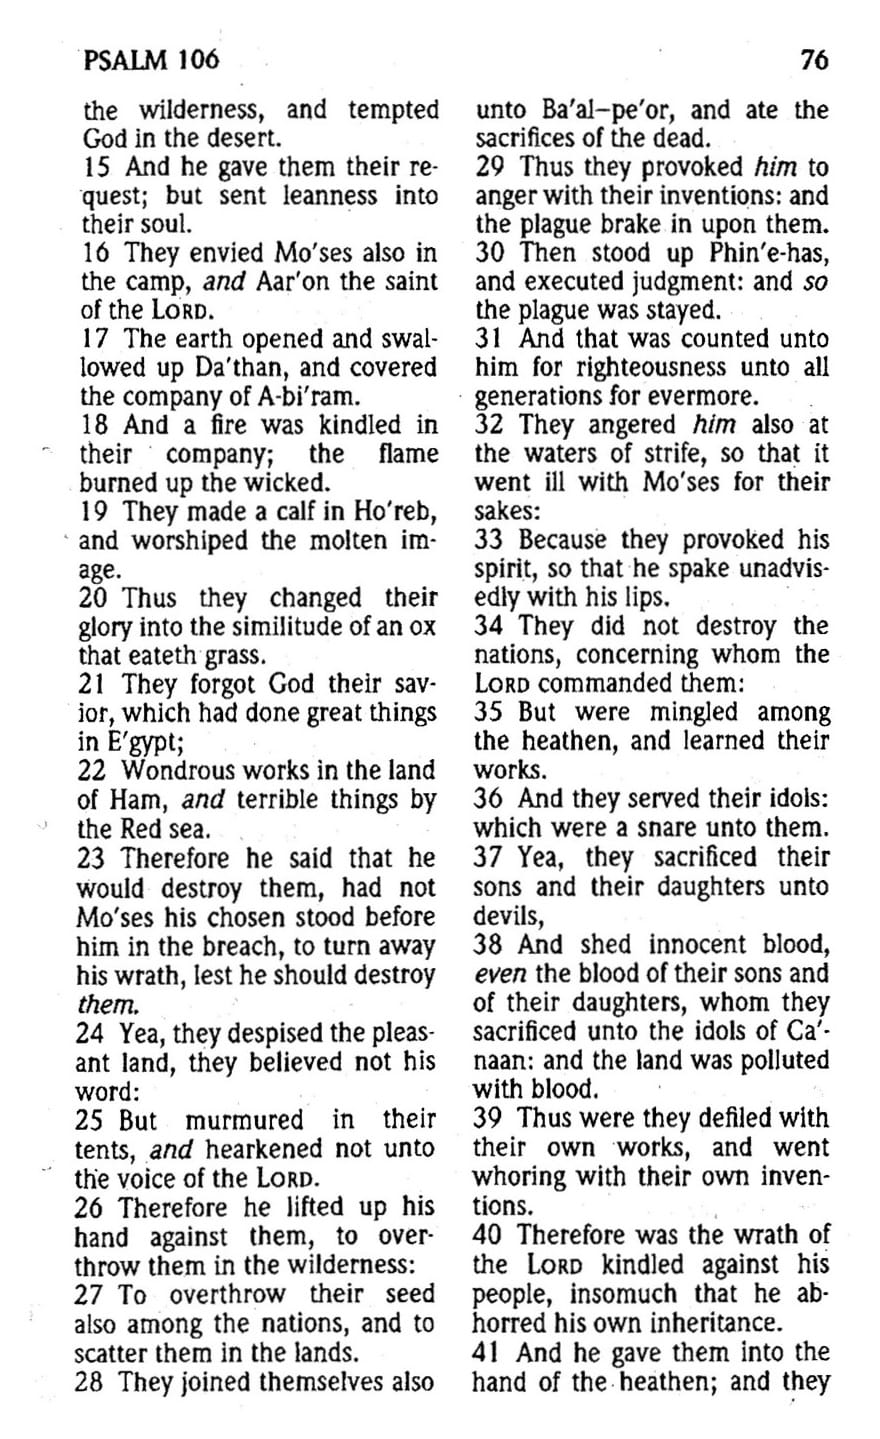 PSALM 106
76
the wilderness, and tempted
God in the desert.
15 And he gave them their re-
quest; but sent leanness into
their soul.
16 They envied Mo'ses also in
the camp, and Aar'on the saint
of the LORD.
17 The earth opened and swal-
lowed up Da'than, and covered
the company of A-bi'ram.
18 And a fire was kindled in
their company; the flame
burned up the wicked.
19 They made a calf in Ho'reb,
and worshiped the molten im-
age.
20 Thus they changed their
glory into the similitude of an ox
that eateth grass.
21 They forgot God their sav-
ior, which had done great things
in E'gypt;
22 Wondrous works in the land
of Ham, and terrible things by
the Red sea.
23 Therefore he said that he
would destroy them, had not
Mo'ses his chosen stood before
him in the breach, to turn away
his wrath, lest he should destroy
them.
24 Yea, they despised the pleas-
ant land, they believed not his
word:
25 But murmured in their
tents, and hearkened not unto
the voice of the LORD.
26 Therefore he lifted up his
hand against them, to over-
throw them in the wilderness:
27 To overthrow their seed
also among the nations, and to
scatter them in the lands.
28 They joined themselves also
unto Ba'al-pe'or, and ate the
sacrifices of the dead.
29 Thus they provoked him to
anger with their inventions: and
the plague brake in upon them.
30 Then stood up Phin'e-has,
and executed judgment: and so
the plague was stayed.
31 And that was counted unto
him for righteousness unto all
generations for evermore.
32 They angered him also at
the waters of strife, so that it
went ill with Mo'ses for their
sakes:
33 Because they provoked his
spirit, so that he spake unadvis-
edly with his lips.
34 They did not destroy the
nations, concerning whom the
LORD commanded them:
35 But were mingled among
the heathen, and learned their
works.
36 And they served their idols:
which were a snare unto them.
37 Yea, they sacrificed their
sons and their daughters unto
devils,
38 And shed innocent blood,
even the blood of their sons and
of their daughters, whom they
sacrificed unto the idols of Ca'-
naan: and the land was polluted
with blood.
39 Thus were they defiled with
their own works, and went
whoring with their own inven-
tions.
40 Therefore was the wrath of
the LORD kindled against his
people, insomuch that he ab-
horred his own inheritance.
41 And he gave them into the
hand of the heathen; and they